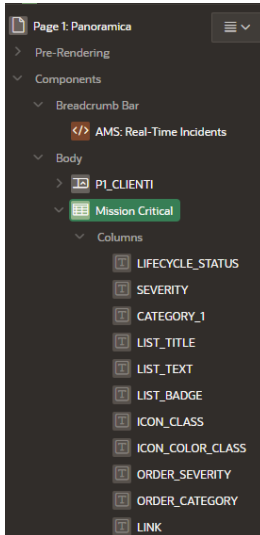 Page 1: Panoramica
Pre-Rendering
Components
Breadcrumb Bar
AMS: Real-Time Incidents
Body
P1_CLIENTI
Mission Critical
Columns
LIFECYCLE_STATUS
SEVERITY
CATEGORY_1
LIST_TITLE
LIST_TEXT
LIST_BADGE
ICON_CLASS
ICON_COLOR_CLASS
ORDER_SEVERITY
ORDER_CATEGORY
LINK